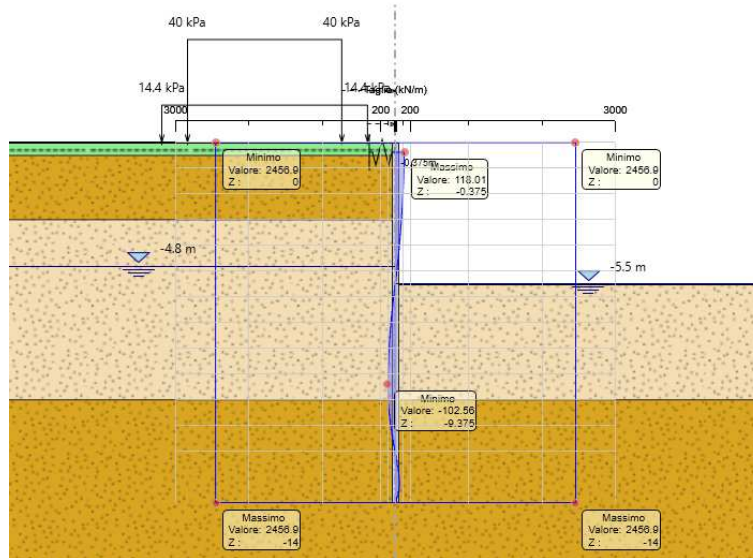 40 kPa
40 kPa
14.4 kPa
14.4 kPa
Taglio (kN/m)
3000
200
200
3000
-0.375m
Minimo
Valore: 2456.9
Z : 0
Massimo
Valore: 118.01
Z : -0.375
Minimo
Valore: 2456.9
Z : 0
-4.8 m
-5.5 m
Minimo
Valore: -102.56
Z : -9.375
Massimo
Valore: 2456.9
Z : -14
Massimo
Valore: 2456.9
Z : -14